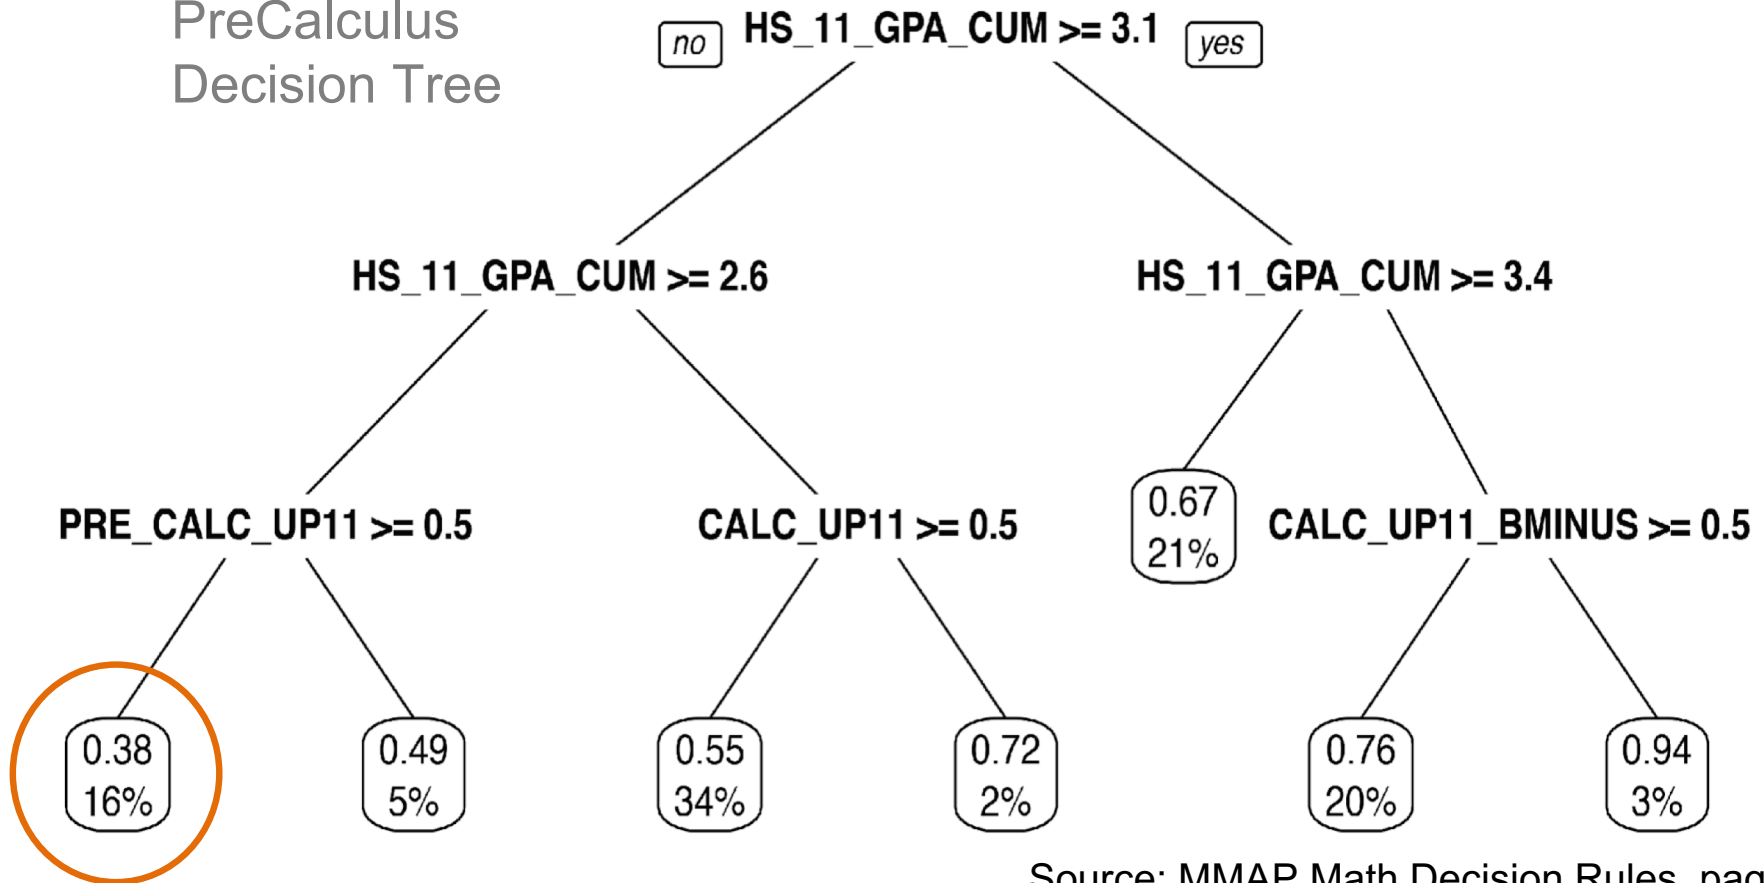 PreCalculus
Decision Tree
no
HS_11_GPA_CUM >= 3.1
yes
HS_11_GPA_CUM >= 2.6
HS_11_GPA_CUM >= 3.4
PRE_CALC_UP11 >= 0.5
CALC_UP11 >= 0.5
0.67
21%
CALC_UP11_BMINUS >= 0.5
0.38
16%
0.49
5%
0.55
34%
0.72
2%
0.76
20%
0.94
3%
Source: MMAP Math Decision Rules,